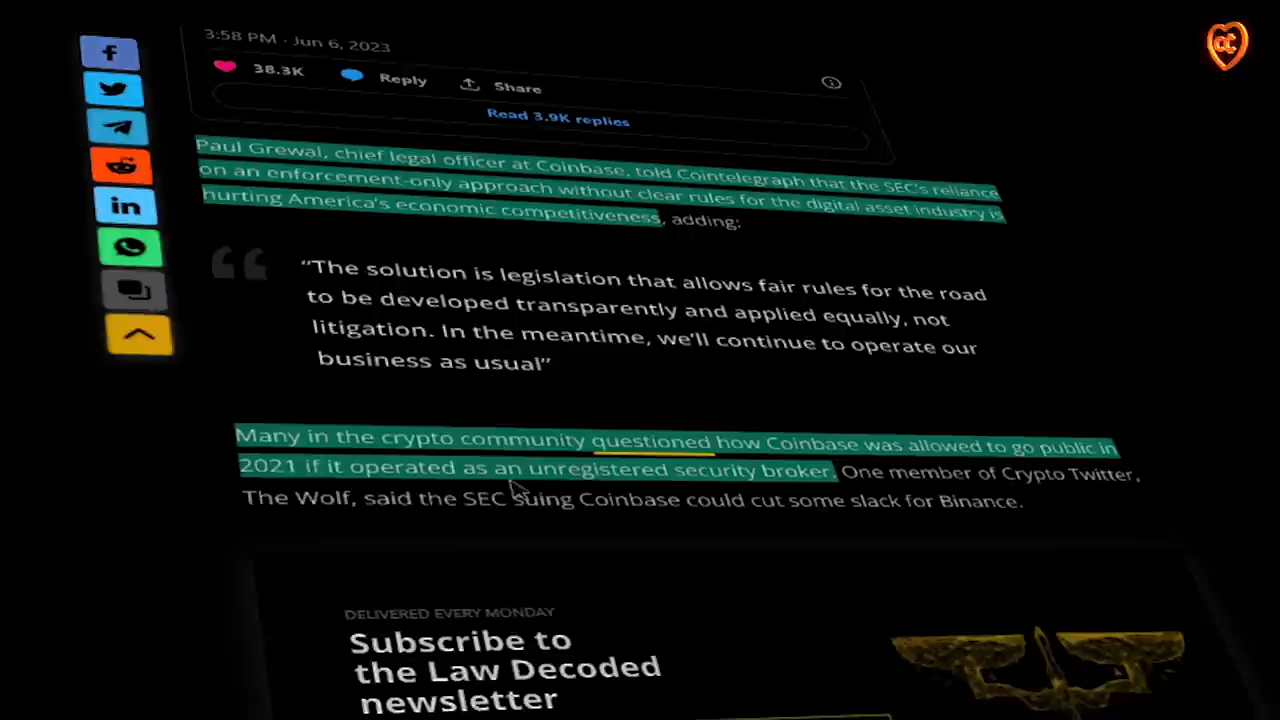 3:58 PM · Jun 6, 2023
38.3K Reply Share
Read 3.9K replies
Paul Grewal, chief legal officer at Coinbase, told Cointelegraph that the SEC's reliance
on an enforcement-only approach without clear rules for the digital asset industry is
hurting America's economic competitiveness, adding:
“The solution is legislation that allows fair rules for the road
to be developed transparently and applied equally, not
litigation. In the meantime, we’ll continue to operate our
business as usual”
Many in the crypto community questioned how Coinbase was allowed to go public in
2021 if it operated as an unregistered security broker. One member of Crypto Twitter,
The Wolf, said the SEC suing Coinbase could cut some slack for Binance.
DELIVERED EVERY MONDAY
Subscribe to
the Law Decoded
newsletter